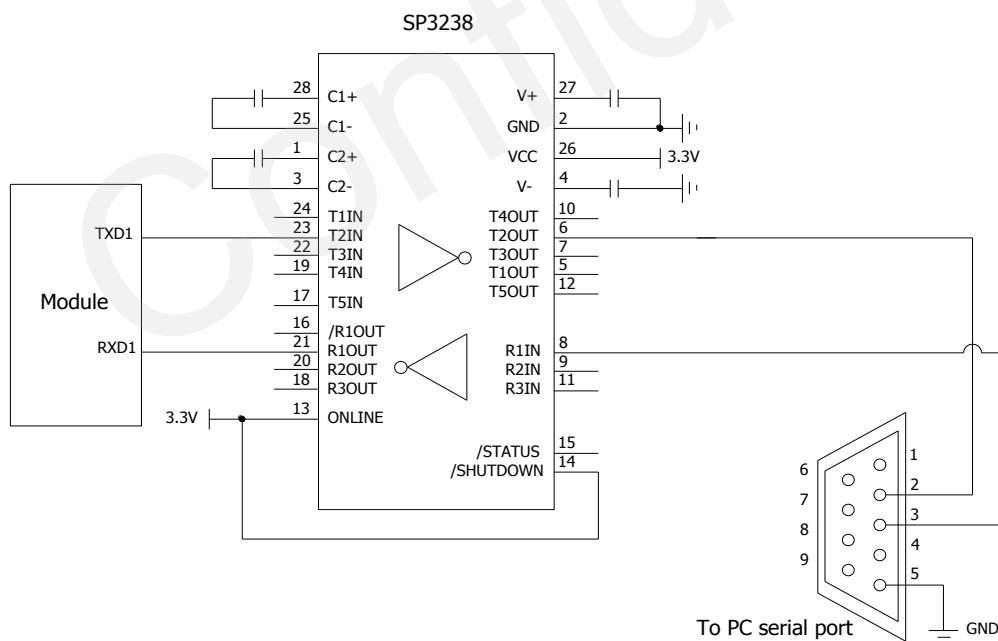 Confid
SP3238
28 C1+ V+ 27
25 C1- GND 2
1 C2+ VCC 26 3.3V
3 C2- V- 4
24 T1IN T4OUT 10
TXD1 23 T2IN T2OUT 6
22 T3IN T3OUT 7
19 T4IN T1OUT 5
T5OUT 12
Module 17 T5IN
16 /R1OUT
RXD1 21 R1OUT R1IN 8
20 R2OUT R2IN 9
18 R3OUT R3IN 11
3.3V 13 ONLINE
/STATUS 15
/SHUTDOWN 14
1
6
2
7
3
8
4
9
5
To PC serial port GND